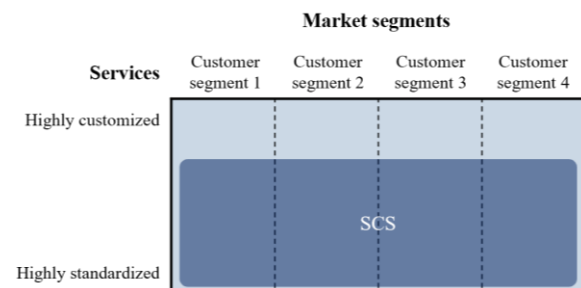 Market segments
Services
Customer segment 1
Customer segment 2
Customer segment 3
Customer segment 4
Highly customized
SCS
Highly standardized